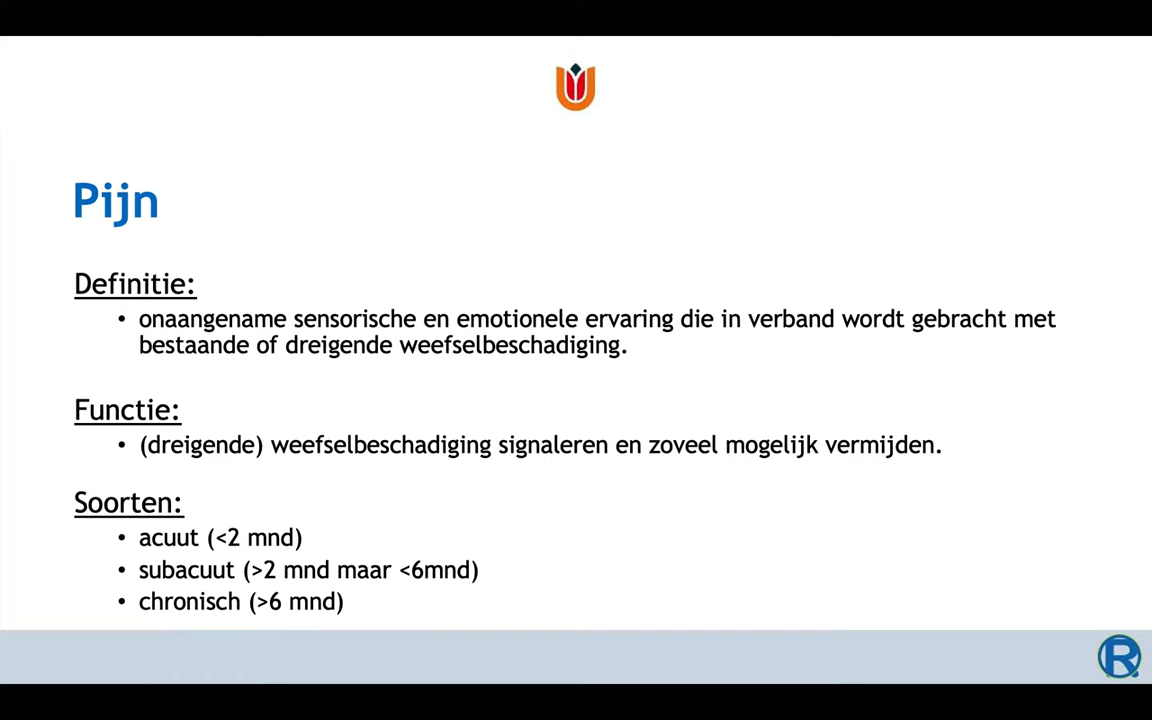 Pijn
Definitie:
• onaangename sensorische en emotionele ervaring die in verband wordt gebracht met
bestaande of dreigende weefselbeschadiging.
Functie:
• (dreigende) weefselbeschadiging signaleren en zoveel mogelijk vermijden.
Soorten:
• acuut (<2 mnd)
• subacuut (>2 mnd maar <6mnd)
• chronisch (>6 mnd)
R